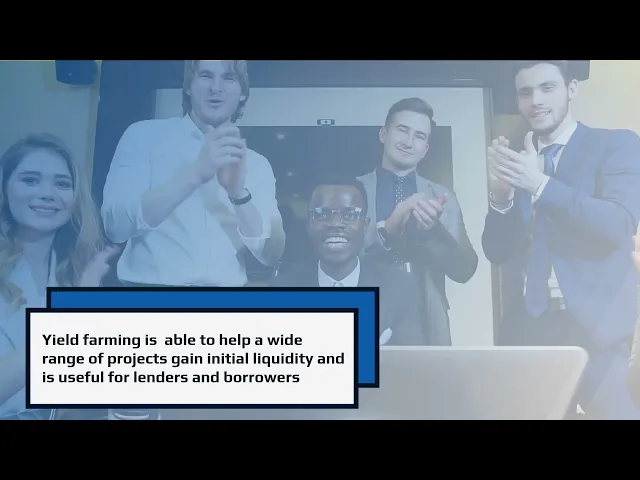 Yield farming is  able to help a wide
range of projects gain initial liquidity and
is useful for lenders and borrowers